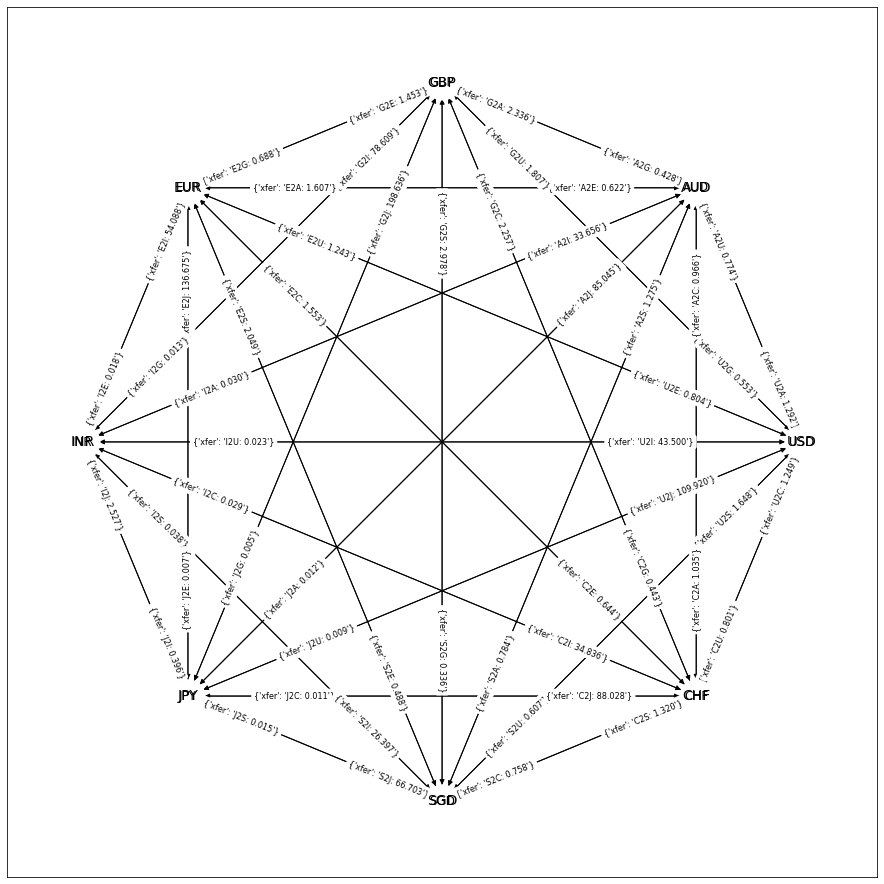 GBP
{'xfer': 'G2E: 1.453'}
{'xfer': 'G2A: 2.336'}
{'xfer': 'G2I: 78.609'}
{'xfer': 'G2U: 1.807'}
{'xfer': 'E2G: 0.688'}
{'xfer': 'A2G: 0.428'}
{'xfer': 'G2J: 198.636'}
{'xfer': 'G2S: 2.978'}
{'xfer': 'G2C: 2.257'}
EUR
{'xfer': 'E2A: 1.607'}
{'xfer': 'A2E: 0.622'}
AUD
{'xfer': 'E2I: 54.088'}
{'xfer': 'E2U: 1.243'}
{'xfer': 'A2I: 33.656'}
{'xfer': 'A2U: 0.774'}
{'xfer': 'E2J: 136.675'}
{'xfer': 'E2S: 2.049'}
{'xfer': 'E2C: 1.553'}
{'xfer': 'A2J: 85.045'}
{'xfer': 'A2S: 1.275'}
{'xfer': 'A2C: 0.966'}
{'xfer': 'I2E: 0.018'}
{'xfer': 'I2G: 0.013'}
{'xfer': 'I2A: 0.030'}
{'xfer': 'U2E: 0.804'}
{'xfer': 'U2G: 0.553'}
{'xfer': 'U2A: 1.292'}
INR
{'xfer': 'I2U: 0.023'}
{'xfer': 'U2I: 43.500'}
USD
{'xfer': 'I2J: 2.527'}
{'xfer': 'I2S: 0.038'}
{'xfer': 'I2C: 0.029'}
{'xfer': 'U2J: 109.920'}
{'xfer': 'U2S: 1.648'}
{'xfer': 'U2C: 1.249'}
{'xfer': 'J2E: 0.007'}
{'xfer': 'J2G: 0.005'}
{'xfer': 'J2A: 0.012'}
{'xfer': 'C2E: 0.644'}
{'xfer': 'C2G: 0.443'}
{'xfer': 'C2A: 1.035'}
{'xfer': 'J2I: 0.396'}
{'xfer': 'J2U: 0.009'}
{'xfer': 'C2I: 34.836'}
{'xfer': 'C2U: 0.801'}
{'xfer': 'S2E: 0.488'}
{'xfer': 'S2G: 0.336'}
{'xfer': 'S2A: 0.784'}
JPY
{'xfer': 'J2C: 0.011'}
{'xfer': 'C2J: 88.028'}
CHF
{'xfer': 'J2S: 0.015'}
{'xfer': 'S2I: 26.397'}
{'xfer': 'S2U: 0.607'}
{'xfer': 'C2S: 1.320'}
{'xfer': 'S2J: 66.703'}
{'xfer': 'S2C: 0.758'}
SGD